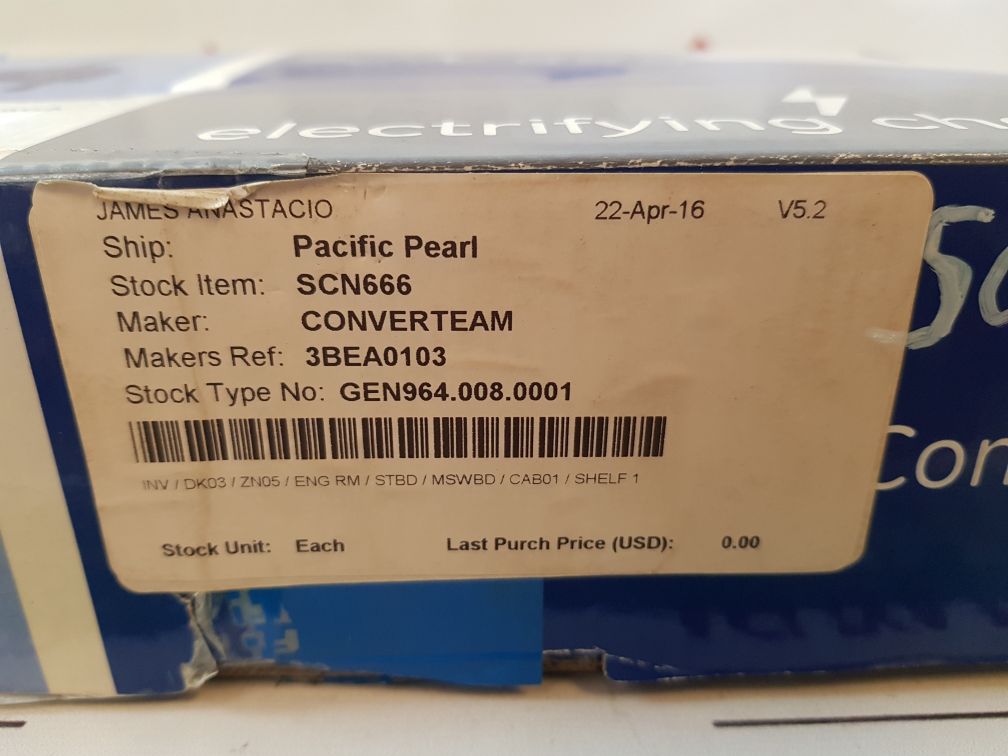 electrifying
JAMES ANASTACIO 22-Apr-16 V5.2
Ship: Pacific Pearl
Stock Item: SCN666
Maker: CONVERTEAM
Makers Ref: 3BEA0103
Stock Type No: GEN964.008.0001
INV / DK03 / ZN05 / ENG RM / STBD / MSWBD / CAB01 / SHELF 1
Stock Unit: Each Last Purch Price (USD): 0.00